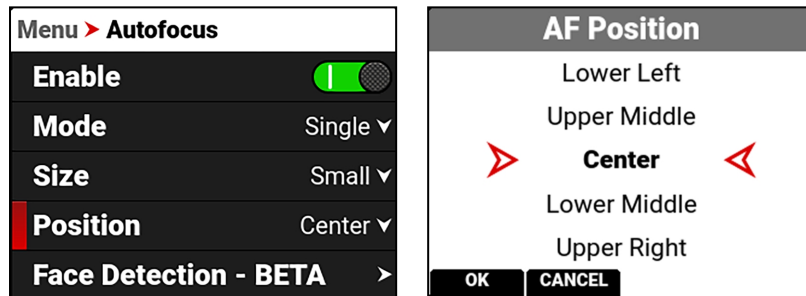 Menu ➤ Autofocus
Enable
Mode Single
Size Small
Position Center
Face Detection - BETA
AF Position
Lower Left
Upper Middle
Center
Lower Middle
Upper Right
OK CANCEL